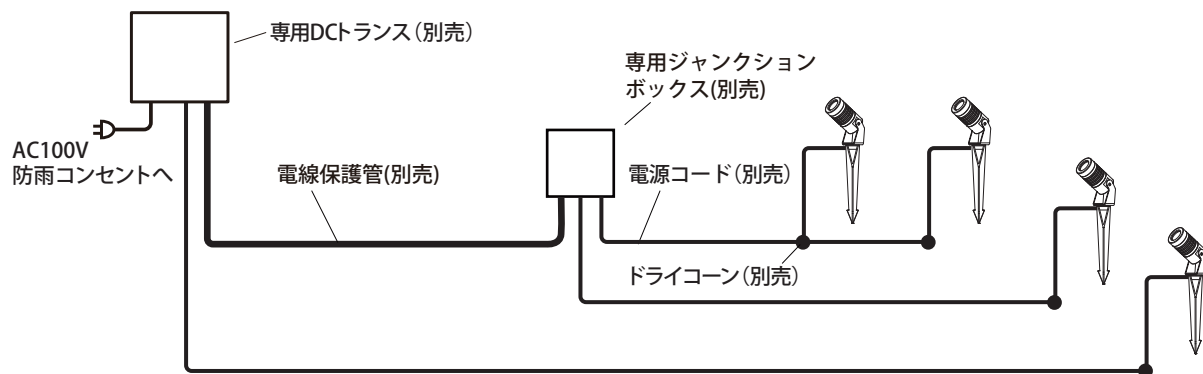 専用DCトランス（別売）
専用ジャンクション
ボックス(別売)
AC100V
防雨コンセントへ
電線保護管(別売)
電源コード（別売）
ドライコーン（別売）